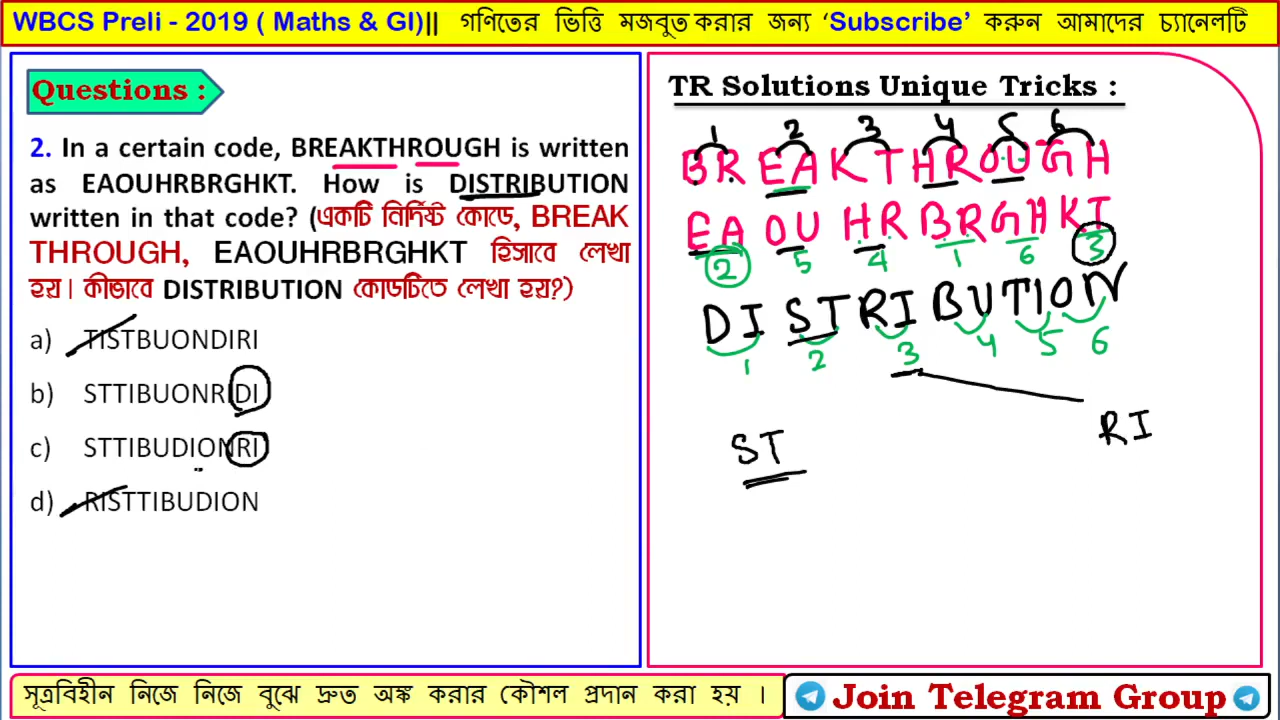 WBCS Preli - 2019 ( Maths & GI)|| গণিতের ভিত্তি মজবুত করার জন্য ‘Subscribe’ করুন আমাদের চ্যানেলটি
Questions :
2. In a certain code, BREAKTHROUGH is written
as EAOUHRBRGHKT. How is DISTRIBUTION
written in that code? (একটি নির্দিষ্ট কোডে, BREAK
THROUGH, EAOUHRBRGHKT হিসাবে লেখা
হয়। কীভাবে DISTRIBUTION কোডটিতে লেখা হয়?)
a) TISTBUONDIRI
b) STTIBUONRIDI
c) STTIBUDIONRI
d) RISTTIBUDION
TR Solutions Unique Tricks :
1 2 3 4 5 6
BREAKTHROUGH
EAOUHRBRGHKT
2 5 4 1 6 3
DISTRIBUTION
1 2 3 4 5 6
ST RI
সূত্রবিহীন নিজে নিজে বুঝে দ্রুত অঙ্ক করার কৌশল প্রদান করা হয় ।
Join Telegram Group